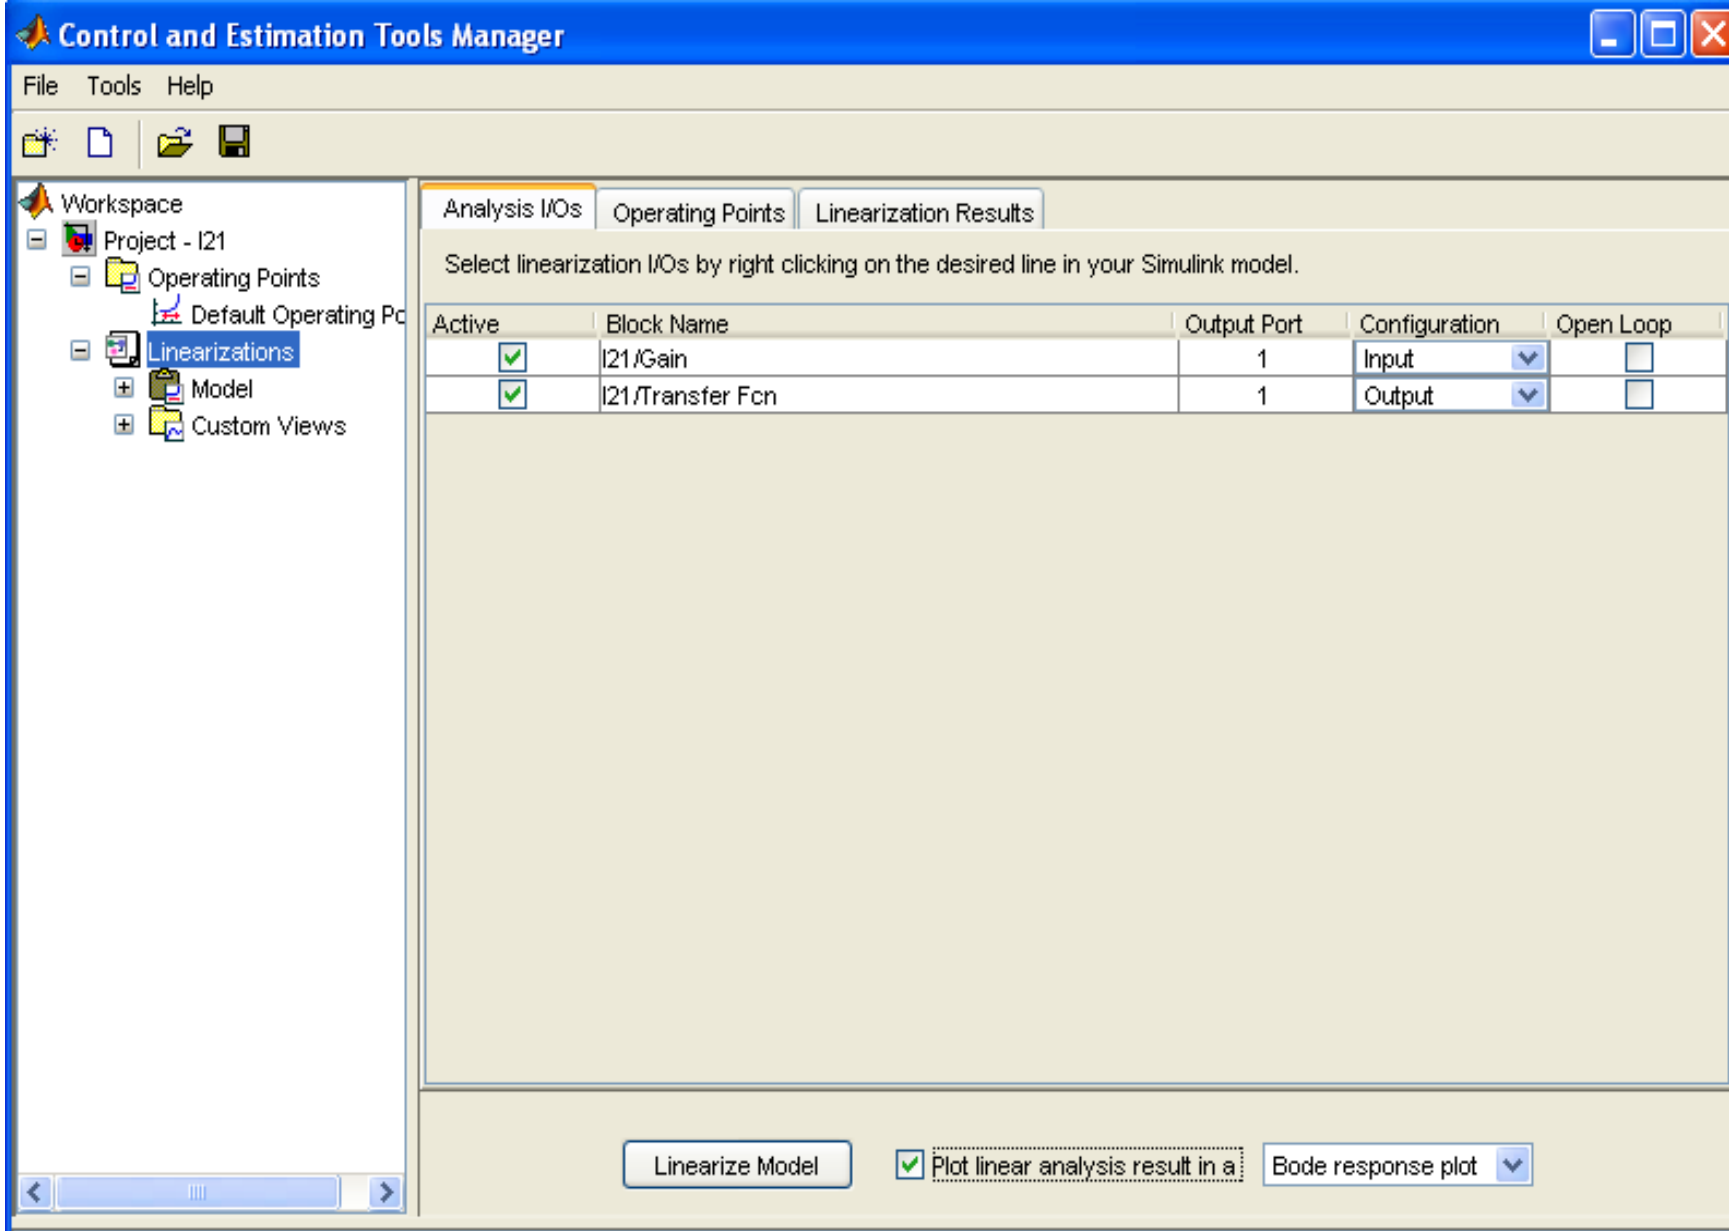 Control and Estimation Tools Manager
File Tools Help
Workspace
Project - I21
Operating Points
Default Operating Po
Linearizations
Model
Custom Views
Analysis I/Os Operating Points Linearization Results
Select linearization I/Os by right clicking on the desired line in your Simulink model.
Active Block Name Output Port Configuration Open Loop
I21/Gain 1 Input
I21/Transfer Fcn 1 Output
Linearize Model Plot linear analysis result in a Bode response plot